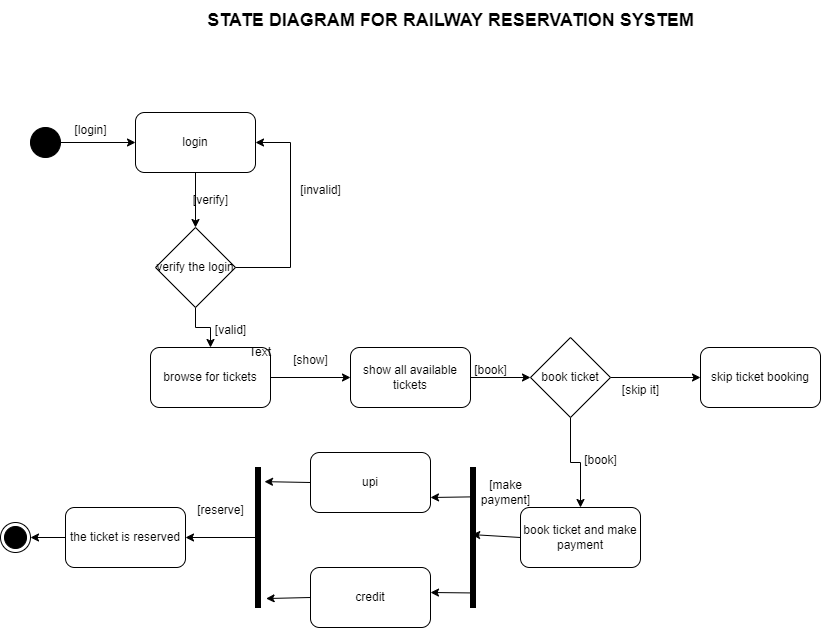 STATE DIAGRAM FOR RAILWAY RESERVATION SYSTEM
[login]
login
[verify]
[invalid]
verify the login
[valid]
Text
browse for tickets
[show]
show all available
tickets
[book]
book ticket
[skip it]
skip ticket booking
[book]
upi
[make
payment]
[reserve]
the ticket is reserved
book ticket and make
payment
credit